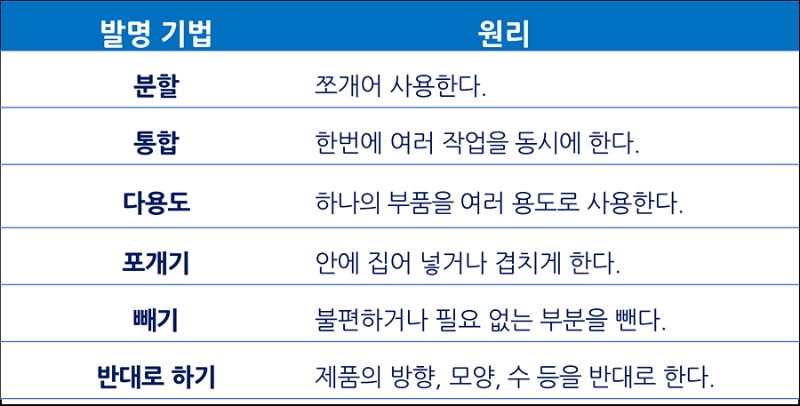 발명 기법 원리
분할 쪼개어 사용한다.
통합 한번에 여러 작업을 동시에 한다.
다용도 하나의 부품을 여러 용도로 사용한다.
포개기 안에 집어 넣거나 겹치게 한다.
빼기 불편하거나 필요 없는 부분을 뺀다.
반대로 하기 제품의 방향, 모양, 수 등을 반대로 한다.